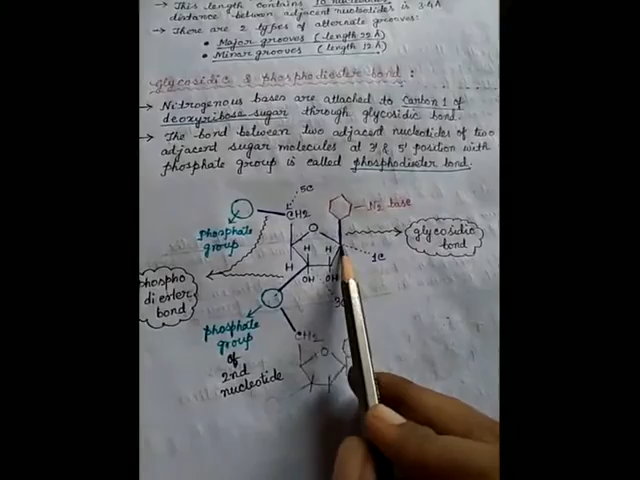 → This length contains 10 nucleotides
distance between adjacent nucleotides is 3.4A
→ There are 2 types of alternate grooves:
• Major grooves (length 22 Å)
• Minor grooves (length 12 Å)
glycosidic & phosphodiester bond :
→ Nitrogenous bases are attached to Carbon 1 of
deoxyribose sugar through glycosidic bond.
→ The bond between two adjacent nucleotides of two
adjacent sugar molecules at 3' & 5' position with
phosphate group is called phosphodiester bond.
5C
CH2
N2 base
phosphate
group
O
glycosidic
bond
H H
1C
H
OH OH
3C
phospho
diester
bond
phosphate
group
of
2nd
nucleotide
CH2
O